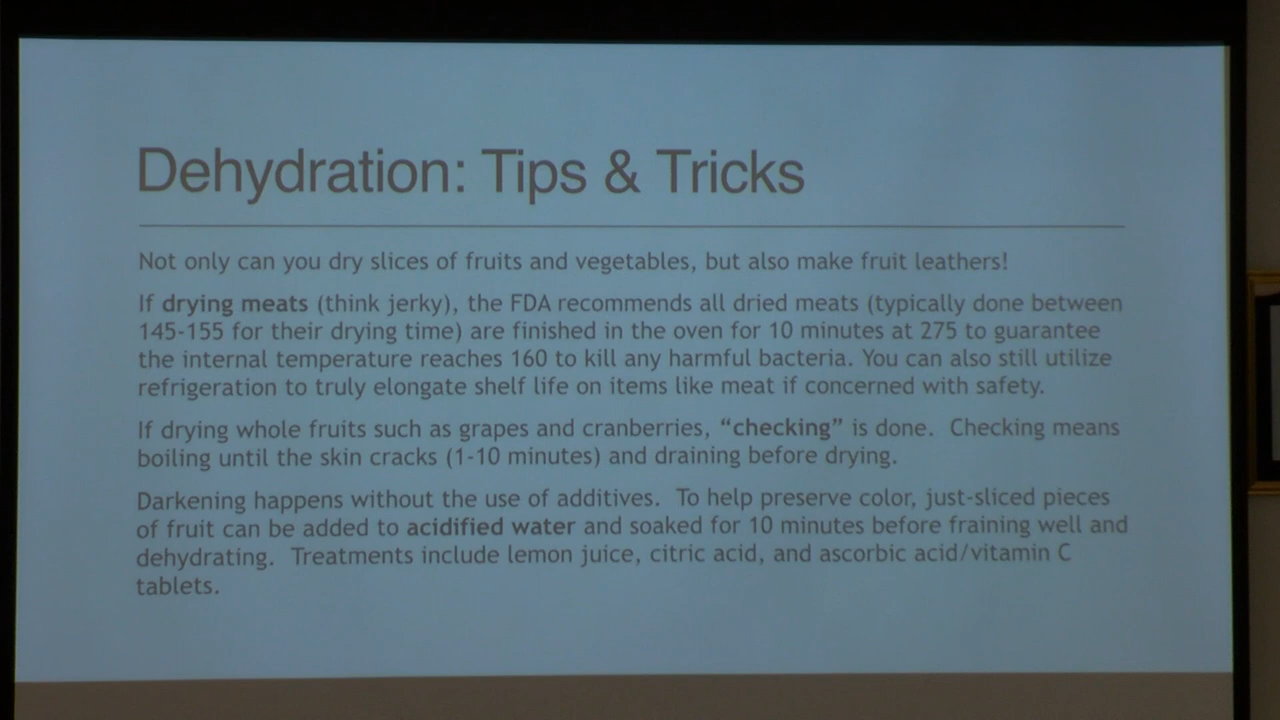 Dehydration: Tips & Tricks
Not only can you dry slices of fruits and vegetables, but also make fruit leathers!
If drying meats (think jerky), the FDA recommends all dried meats (typically done between
145-155 for their drying time) are finished in the oven for 10 minutes at 275 to guarantee
the internal temperature reaches 160 to kill any harmful bacteria. You can also still utilize
refrigeration to truly elongate shelf life on items like meat if concerned with safety.
If drying whole fruits such as grapes and cranberries, “checking” is done.  Checking means
boiling until the skin cracks (1-10 minutes) and draining before drying.
Darkening happens without the use of additives.  To help preserve color, just-sliced pieces
of fruit can be added to acidified water and soaked for 10 minutes before fraining well and
dehydrating.  Treatments include lemon juice, citric acid, and ascorbic acid/vitamin C
tablets.